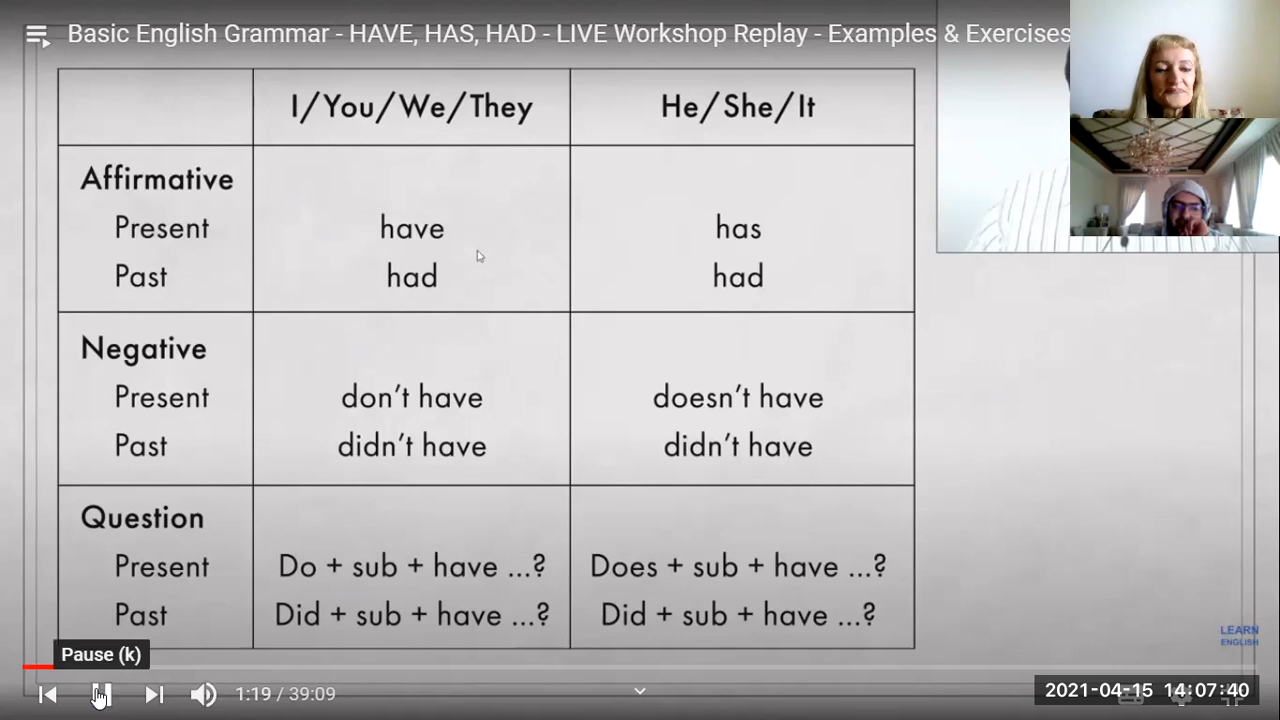 Basic English Grammar - HAVE, HAS, HAD - LIVE Workshop Replay - Examples & Exercises
I/You/We/They He/She/It
Affirmative
Present have has
Past had had
Negative
Present don't have doesn't have
Past didn't have didn't have
Question
Present Do + sub + have ...? Does + sub + have ...?
Past Did + sub + have ...? Did + sub + have ...?
LEARN
ENGLISH
Pause (k)
1:19 / 39:09
2021-04-15 14:07:40